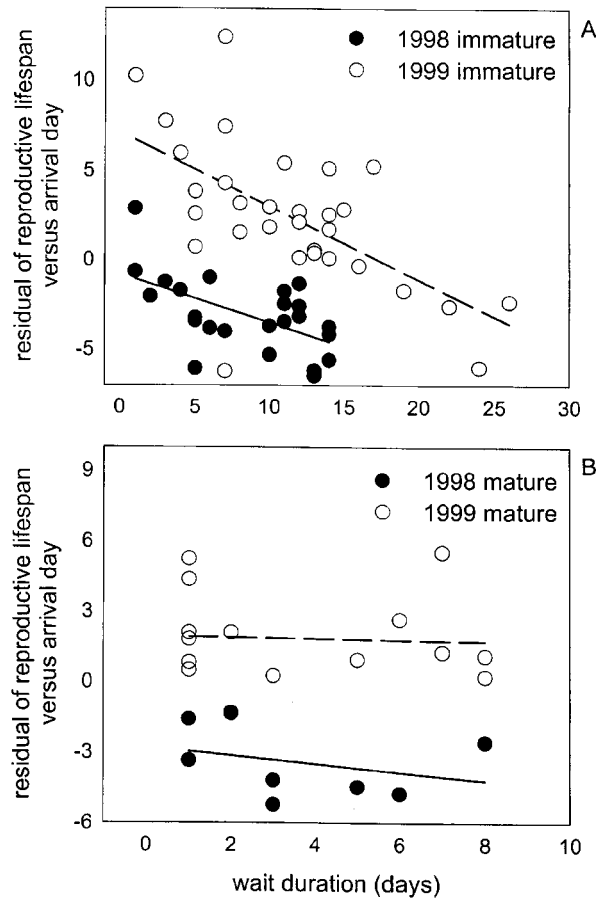 A
1998 immature
1999 immature
residual of reproductive lifespan
versus arrival day
10
5
0
-5
0 5 10 15 20 25 30
B
1998 mature
1999 mature
residual of reproductive lifespan
versus arrival day
9
6
3
0
-3
-6
0 2 4 6 8 10
wait duration (days)